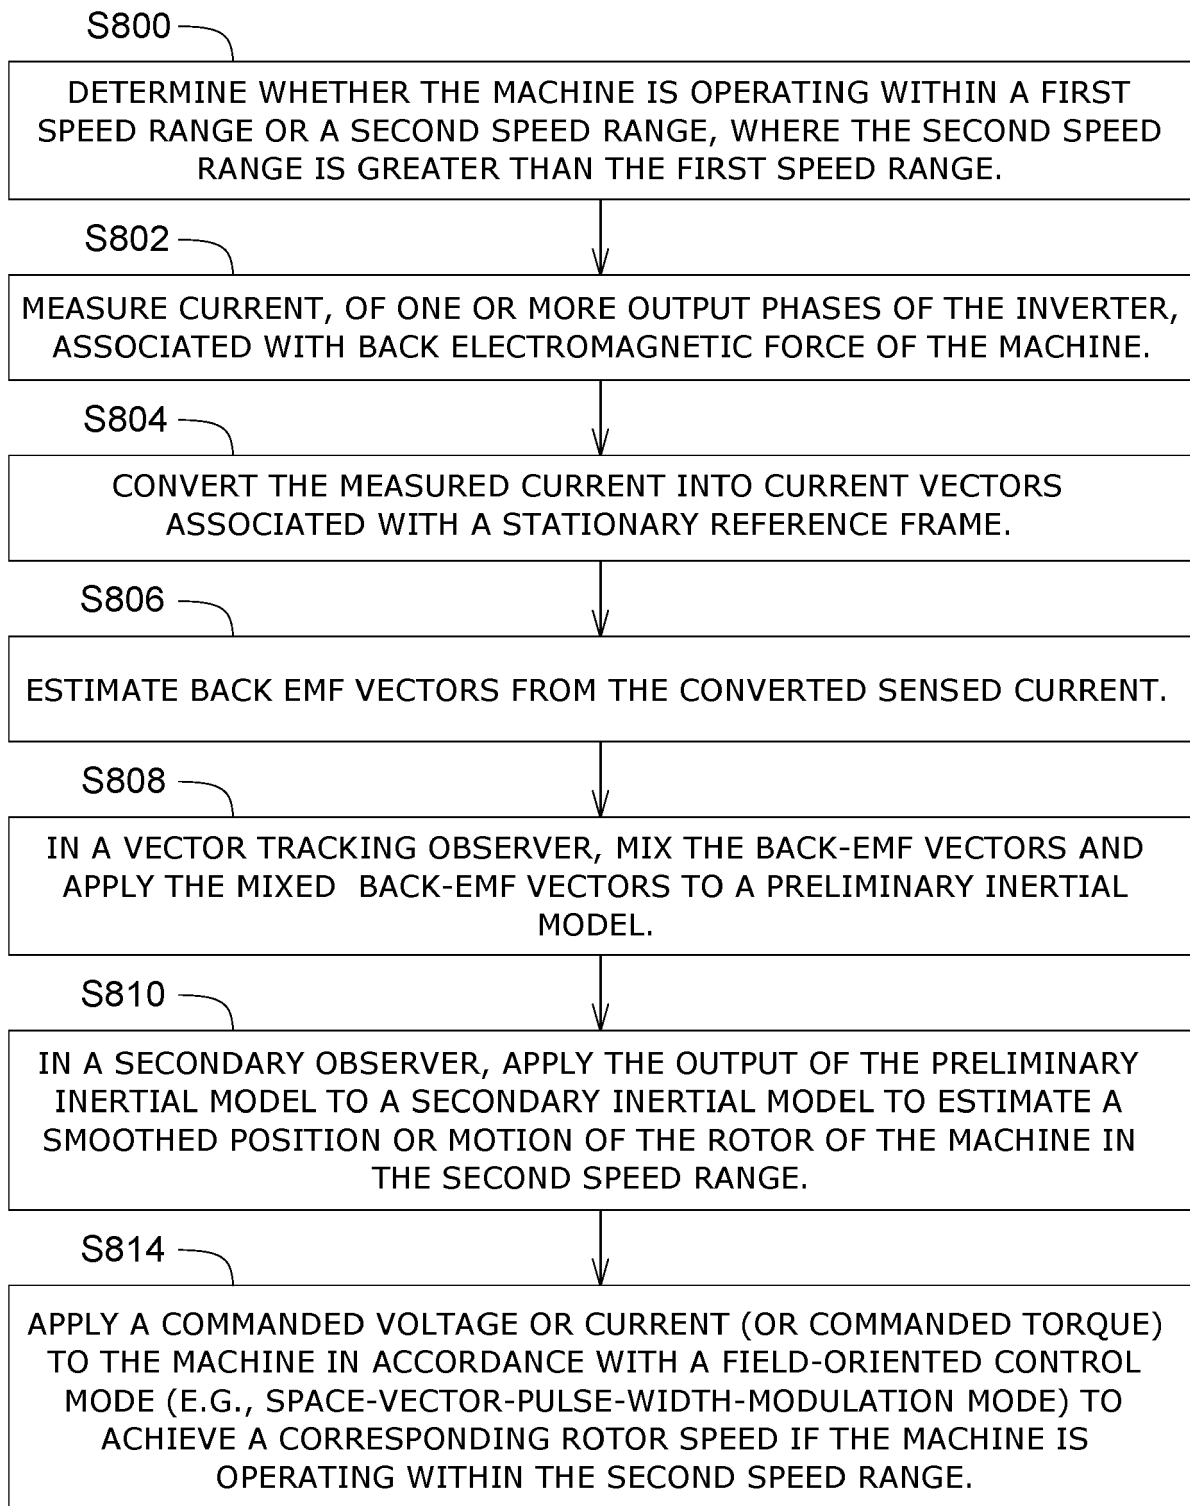 S800
DETERMINE WHETHER THE MACHINE IS OPERATING WITHIN A FIRST
SPEED RANGE OR A SECOND SPEED RANGE, WHERE THE SECOND SPEED
RANGE IS GREATER THAN THE FIRST SPEED RANGE.
S802
MEASURE CURRENT, OF ONE OR MORE OUTPUT PHASES OF THE INVERTER,
ASSOCIATED WITH BACK ELECTROMAGNETIC FORCE OF THE MACHINE.
S804
CONVERT THE MEASURED CURRENT INTO CURRENT VECTORS
ASSOCIATED WITH A STATIONARY REFERENCE FRAME.
S806
ESTIMATE BACK EMF VECTORS FROM THE CONVERTED SENSED CURRENT.
S808
IN A VECTOR TRACKING OBSERVER, MIX THE BACK-EMF VECTORS AND
APPLY THE MIXED BACK-EMF VECTORS TO A PRELIMINARY INERTIAL
MODEL.
S810
IN A SECONDARY OBSERVER, APPLY THE OUTPUT OF THE PRELIMINARY
INERTIAL MODEL TO A SECONDARY INERTIAL MODEL TO ESTIMATE A
SMOOTHED POSITION OR MOTION OF THE ROTOR OF THE MACHINE IN
THE SECOND SPEED RANGE.
S814
APPLY A COMMANDED VOLTAGE OR CURRENT (OR COMMANDED TORQUE)
TO THE MACHINE IN ACCORDANCE WITH A FIELD-ORIENTED CONTROL
MODE (E.G., SPACE-VECTOR-PULSE-WIDTH-MODULATION MODE) TO
ACHIEVE A CORRESPONDING ROTOR SPEED IF THE MACHINE IS
OPERATING WITHIN THE SECOND SPEED RANGE.